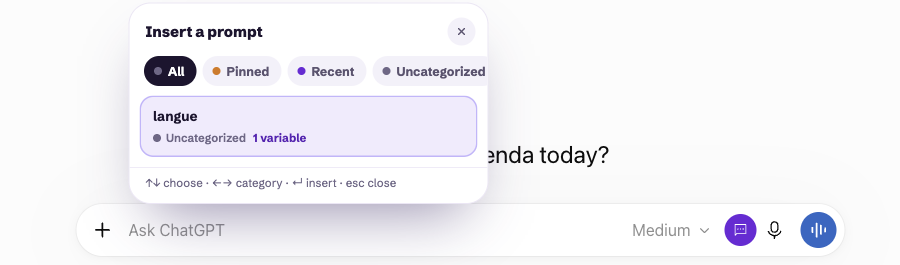 Insert a prompt
All Pinned Recent Uncategorized
langue
Uncategorized 1 variable
↑↓ choose · ←→ category · ↵ insert · esc close
enda today?
Ask ChatGPT Medium